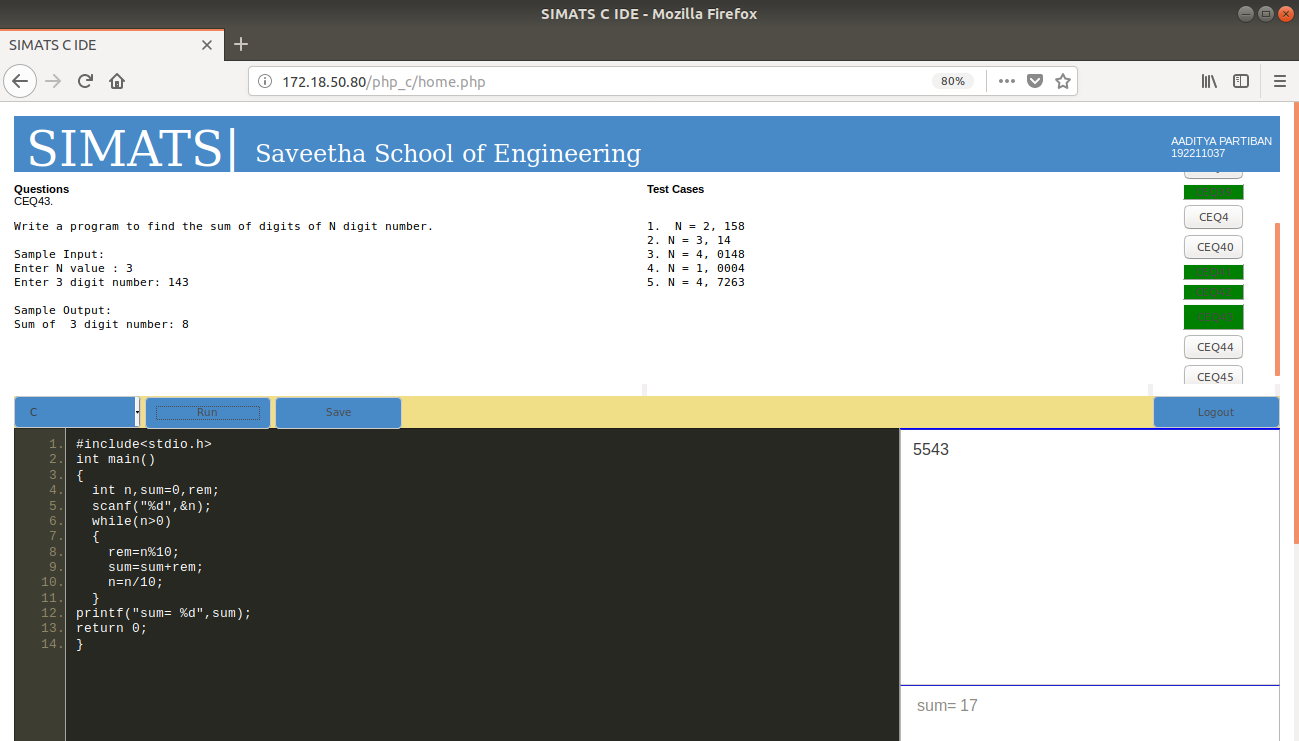 SIMATS C IDE - Mozilla Firefox
SIMATS C IDE
172.18.50.80/php_c/home.php
80%
SIMATS| Saveetha School of Engineering
AADITYA PARTIBAN
192211037
Questions
CEQ43.
Write a program to find the sum of digits of N digit number.
Sample Input:
Enter N value : 3
Enter 3 digit number: 143
Sample Output:
Sum of  3 digit number: 8
Test Cases
1.  N = 2, 158
2. N = 3, 14
3. N = 4, 0148
4. N = 1, 0004
5. N = 4, 7263
CEQ4
CEQ40
CEQ44
CEQ45
C
Run
Save
Logout
1. #include<stdio.h>
2. int main()
3. {
4.   int n,sum=0,rem;
5.   scanf("%d",&n);
6.   while(n>0)
7.   {
8.     rem=n%10;
9.     sum=sum+rem;
10.     n=n/10;
11.   }
12. printf("sum= %d",sum);
13. return 0;
14. }
5543
sum= 17